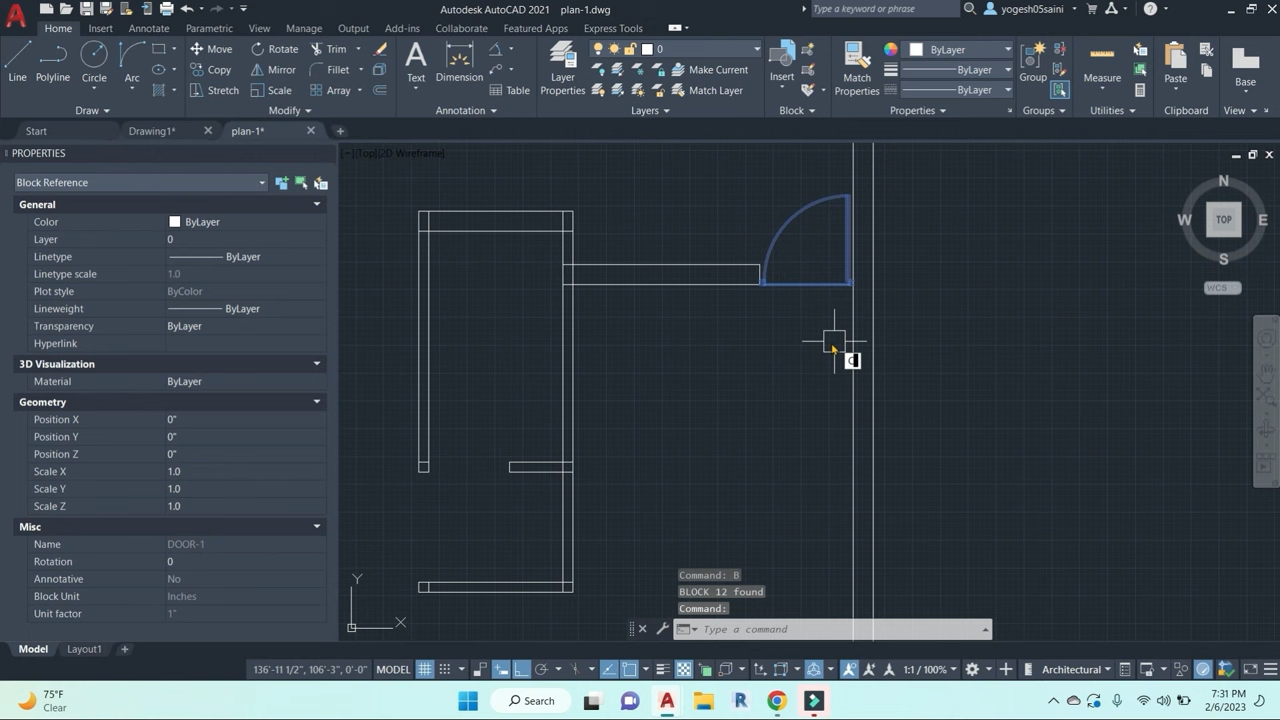 Autodesk AutoCAD 2021 plan-1.dwg
Type a keyword or phrase
yogesh05saini
Home Insert Annotate Parametric View Manage Output Add-ins Collaborate Featured Apps Express Tools
Line
Polyline
Circle
Arc
Move
Rotate
Trim
Copy
Mirror
Fillet
Stretch
Scale
Array
Text
Dimension
Table
Layer
Properties
0
Make Current
Match Layer
Insert
Match
Properties
ByLayer
ByLayer
ByLayer
Group
Measure
Paste
Base
Draw
Modify
Annotation
Layers
Block
Properties
Groups
Utilities
Clipboard
View
Start
Drawing1*
plan-1*
PROPERTIES
[−][Top][2D Wireframe]
Block Reference
General
Color ByLayer
Layer 0
Linetype ByLayer
Linetype scale 1.0
Plot style ByColor
Lineweight ByLayer
Transparency ByLayer
Hyperlink
3D Visualization
Material ByLayer
Geometry
Position X 0"
Position Y 0"
Position Z 0"
Scale X 1.0
Scale Y 1.0
Scale Z 1.0
Misc
Name DOOR-1
Rotation 0
Annotative No
Block Unit Inches
Unit factor 1"
N
W TOP E
S
WCS
Y
X
Command: B
BLOCK 12 found
Command:
Type a command
Model Layout1
136'-11 1/2", 106'-3", 0'-0" MODEL
1:1 / 100%
Architectural
75°F
Clear
Search
7:31 PM
2/6/2023